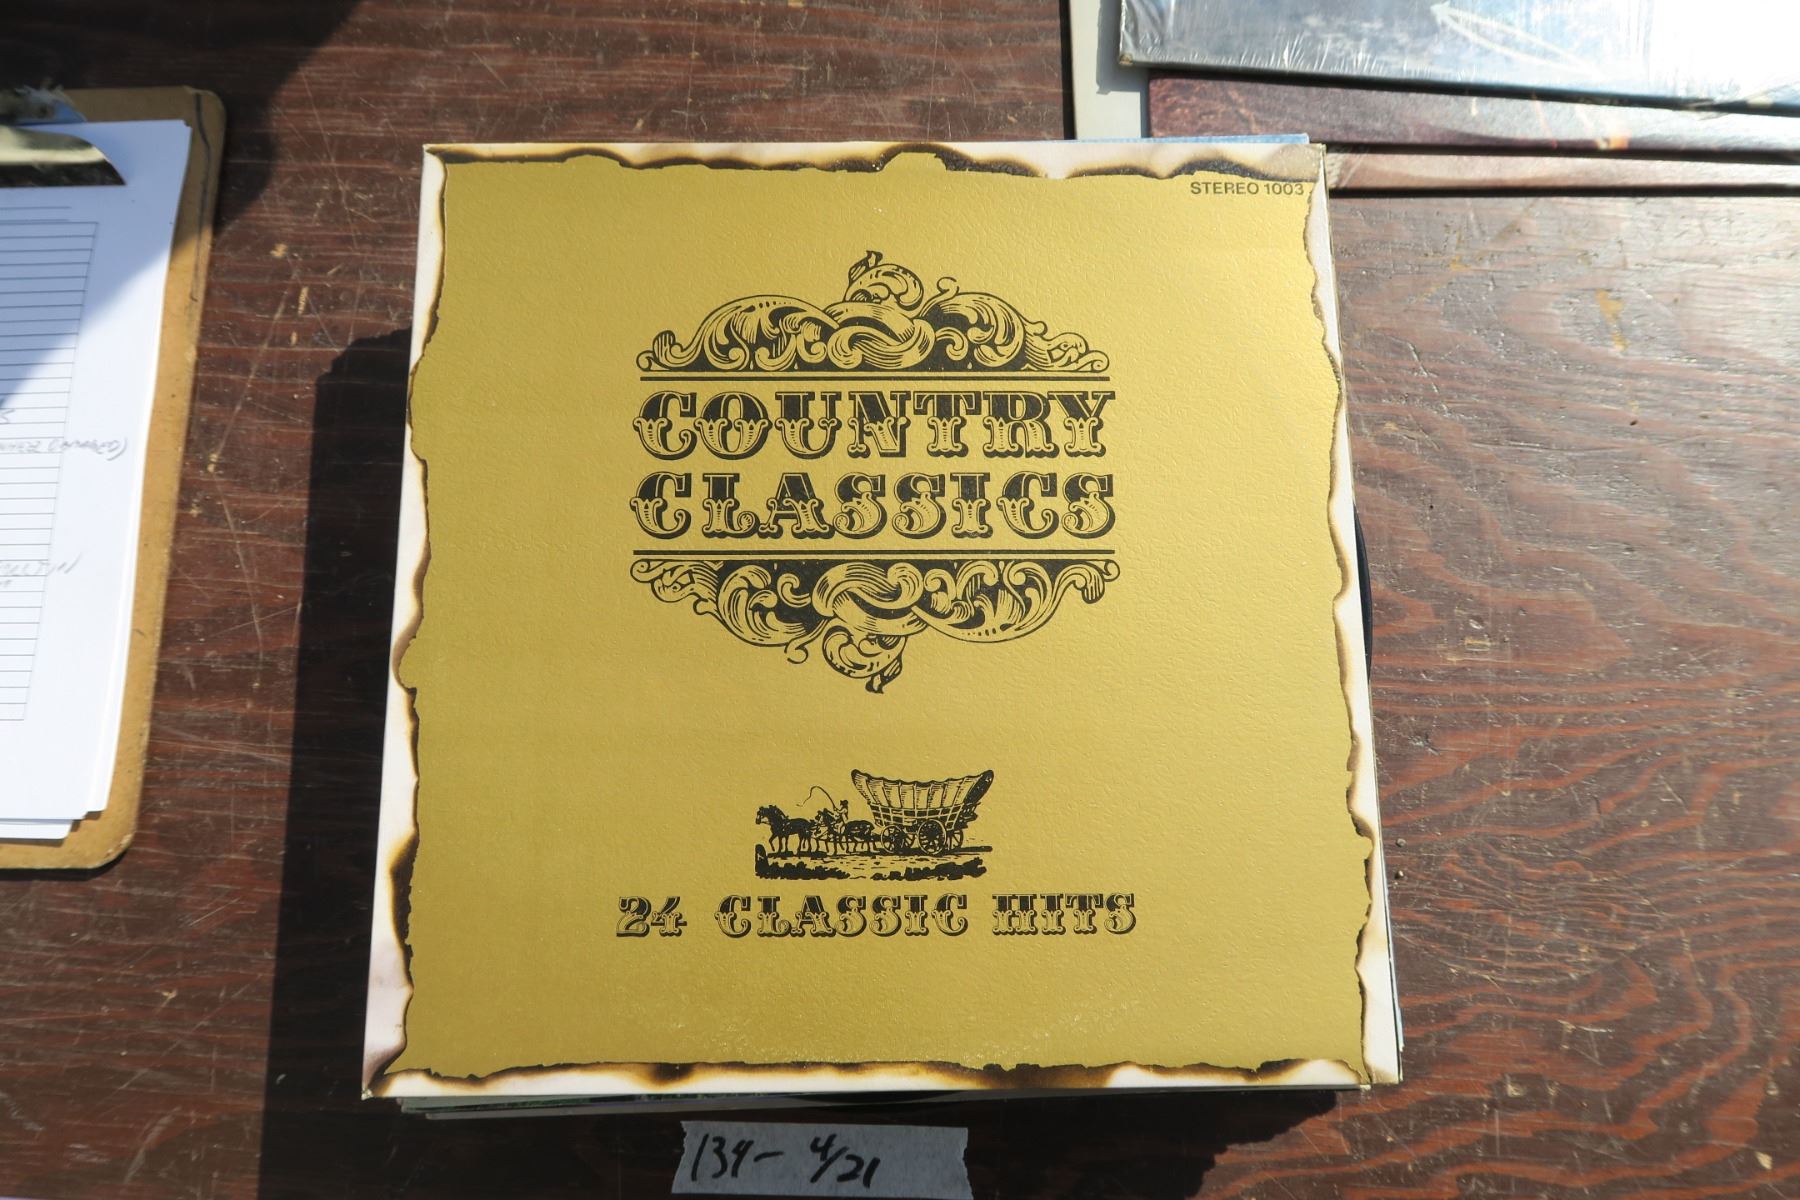 STEREO 1003
COUNTRY
CLASSICS
24 CLASSIC HITS
134- 4/21